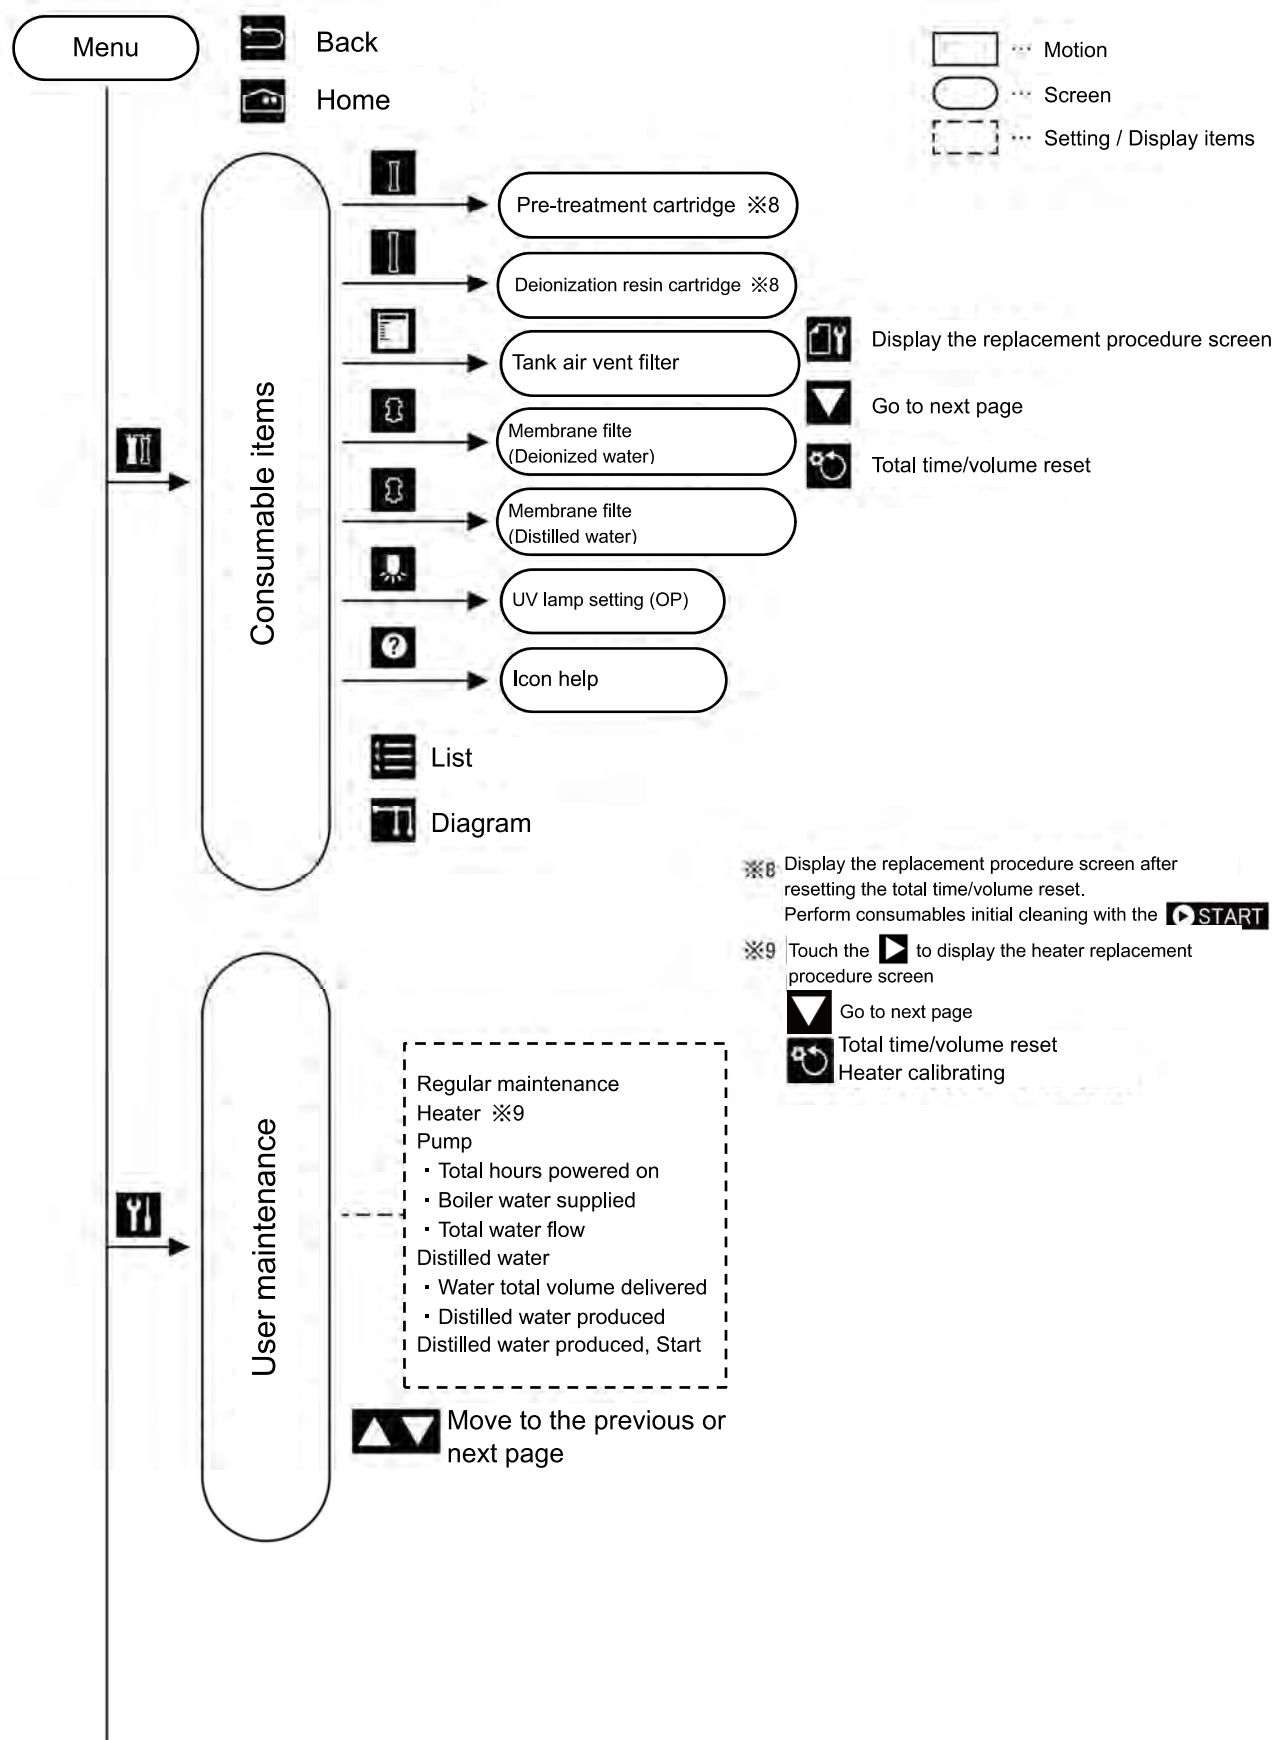 Menu
Back
Home
··· Motion
··· Screen
··· Setting / Display items
Consumable items
Pre-treatment cartridge ※8
Deionization resin cartridge ※8
Tank air vent filter
Membrane filte
(Deionized water)
Membrane filte
(Distilled water)
UV lamp setting (OP)
?
Icon help
Display the replacement procedure screen
Go to next page
Total time/volume reset
List
Diagram
※8 Display the replacement procedure screen after
resetting the total time/volume reset.
Perform consumables initial cleaning with the START
※9 Touch the to display the heater replacement
procedure screen
Go to next page
Total time/volume reset
Heater calibrating
User maintenance
Regular maintenance
Heater ※9
Pump
・Total hours powered on
・Boiler water supplied
・Total water flow
Distilled water
・Water total volume delivered
・Distilled water produced
Distilled water produced, Start
Move to the previous or
next page